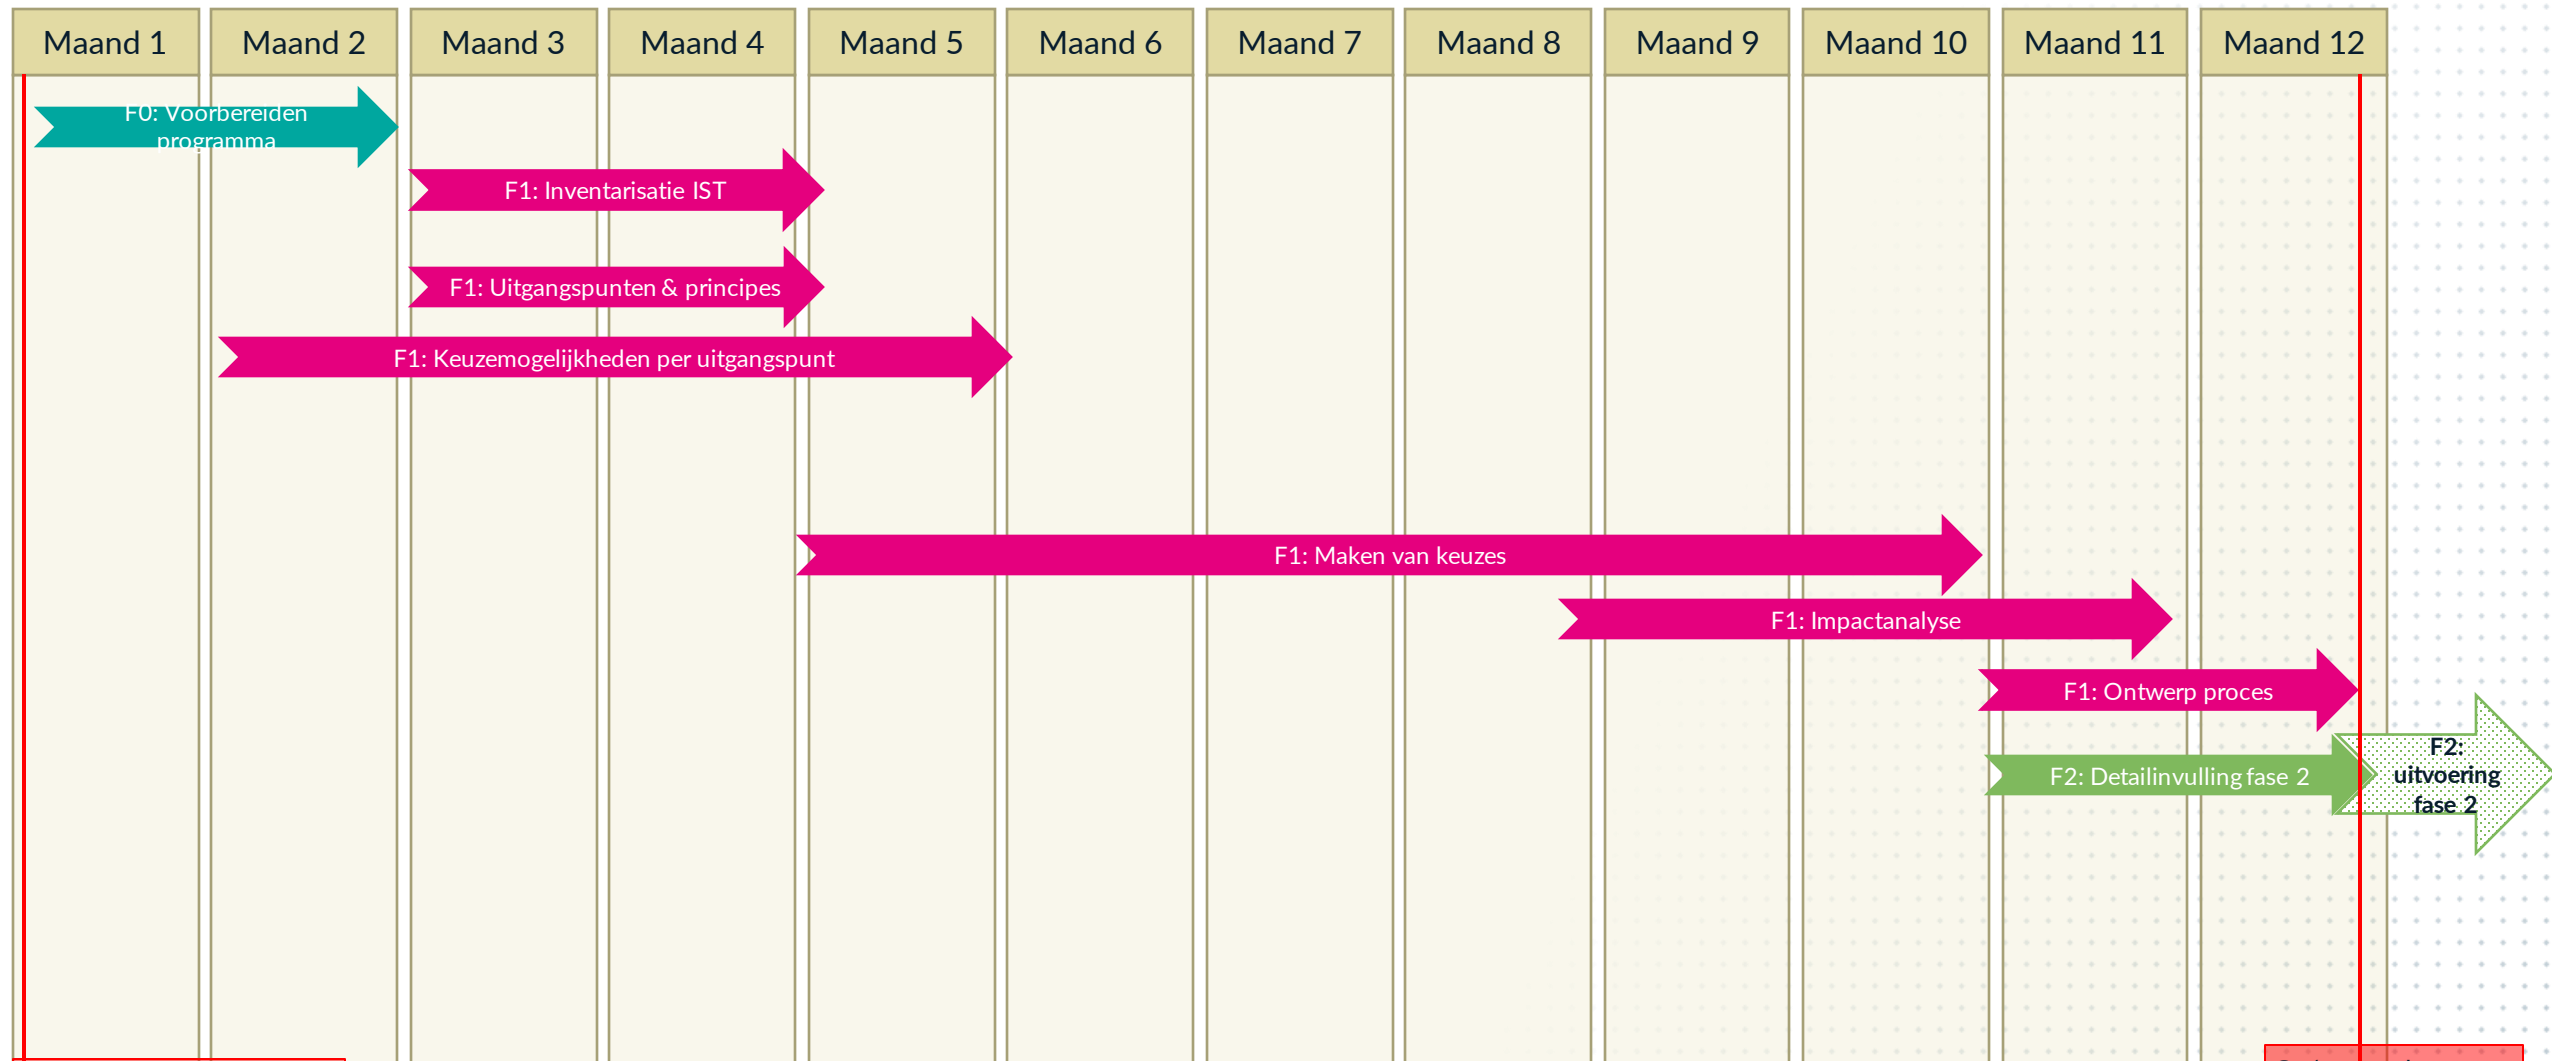 Maand 1
Maand 2
Maand 3
Maand 4
Maand 5
Maand 6
Maand 7
Maand 8
Maand 9
Maand 10
Maand 11
Maand 12
F0: Voorbereiden
programma
F1: Inventarisatie IST
F1: Uitgangspunten & principes
F1: Keuzemogelijkheden per uitgangspunt
F1: Maken van keuzes
F1: Impactanalyse
F1: Ontwerp proces
F2: Detailinvulling fase 2
F2:
uitvoering
fase 2